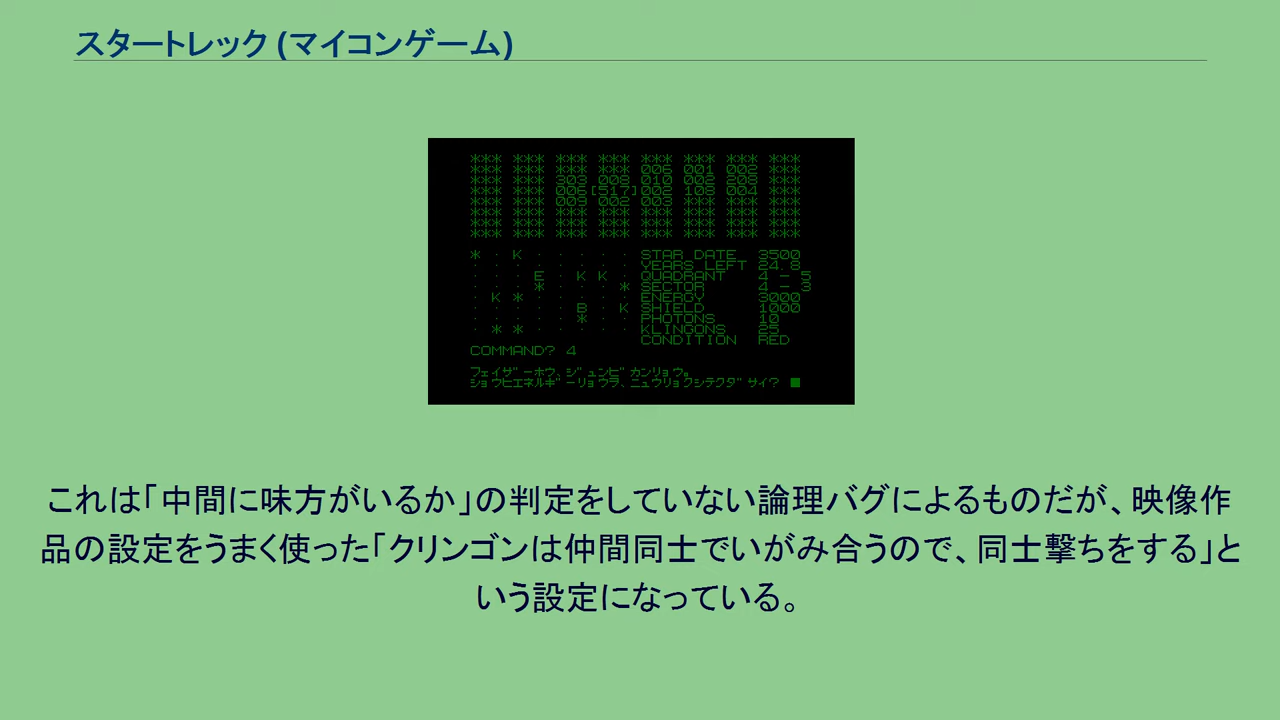 スタートレック (マイコンゲーム)
*** *** *** *** *** *** *** ***
*** *** *** *** 006 001 002 ***
*** *** 303 008 010 002 208 ***
*** *** 006[517]002 108 004 ***
*** *** 009 002 003 *** *** ***
*** *** *** *** *** *** *** ***
*** *** *** *** *** *** *** ***
*** *** *** *** *** *** *** ***
* · K · · · · · STAR DATE 3500
· · · · · · · · YEARS LEFT 24.8
· · · E · K K · QUADRANT 4 - 5
· · · * · · · * SECTOR 4 - 3
· K * · · · · · ENERGY 3000
· · · · · B · K SHIELD 1000
· · · · · * · · PHOTONS 10
· * * · · · · · KLINGONS 25
CONDITION RED
COMMAND? 4
フェイザーホウ、ジュンビカンリョウ。
ショウヒエネルギーリョウヲ、ニュウリョクシテクダサイ? ■
これは「中間に味方がいるか」の判定をしていない論理バグによるものだが、映像作
品の設定をうまく使った「クリンゴンは仲間同士でいがみ合うので、同士撃ちをする」と
いう設定になっている。